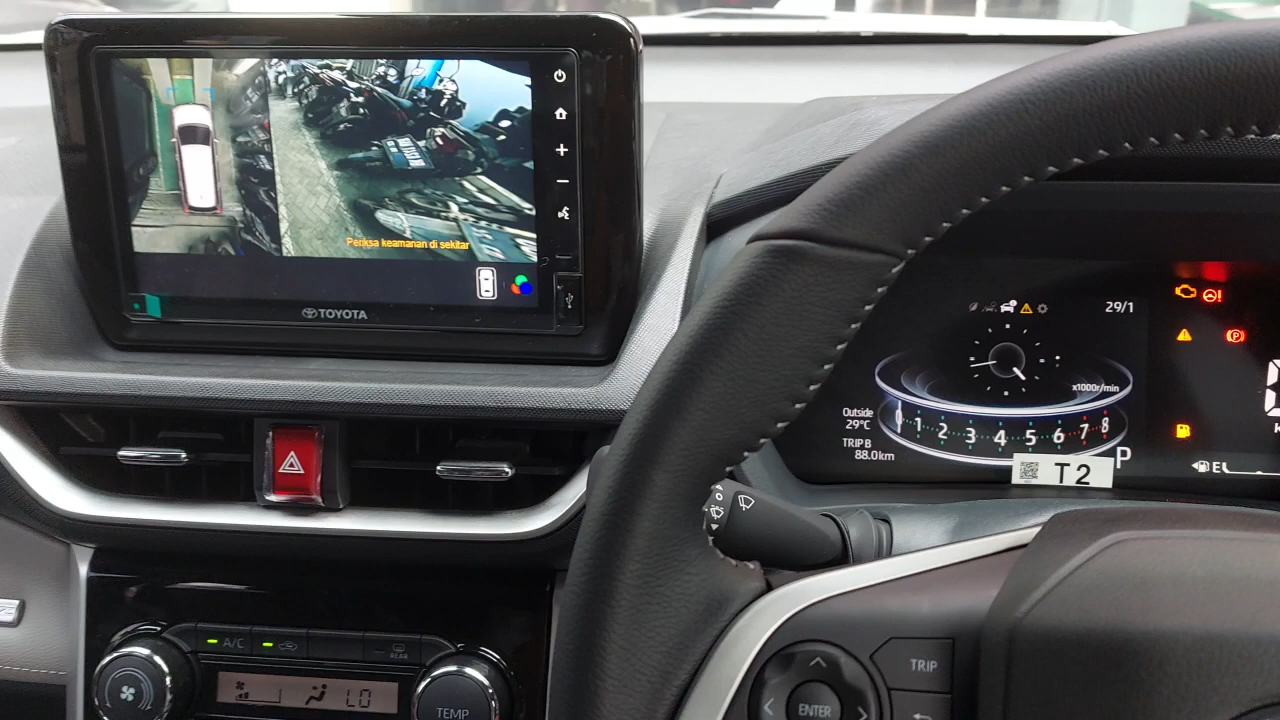 Periksa keamanan di sekitar
TOYOTA
29/1
x1000r/min
0 1 2 3 4 5 6 7 8
Outside
29°C
TRIP B
88.0km
P
T2
E
A/C
REAR
LO
TEMP
TRIP
ENTER